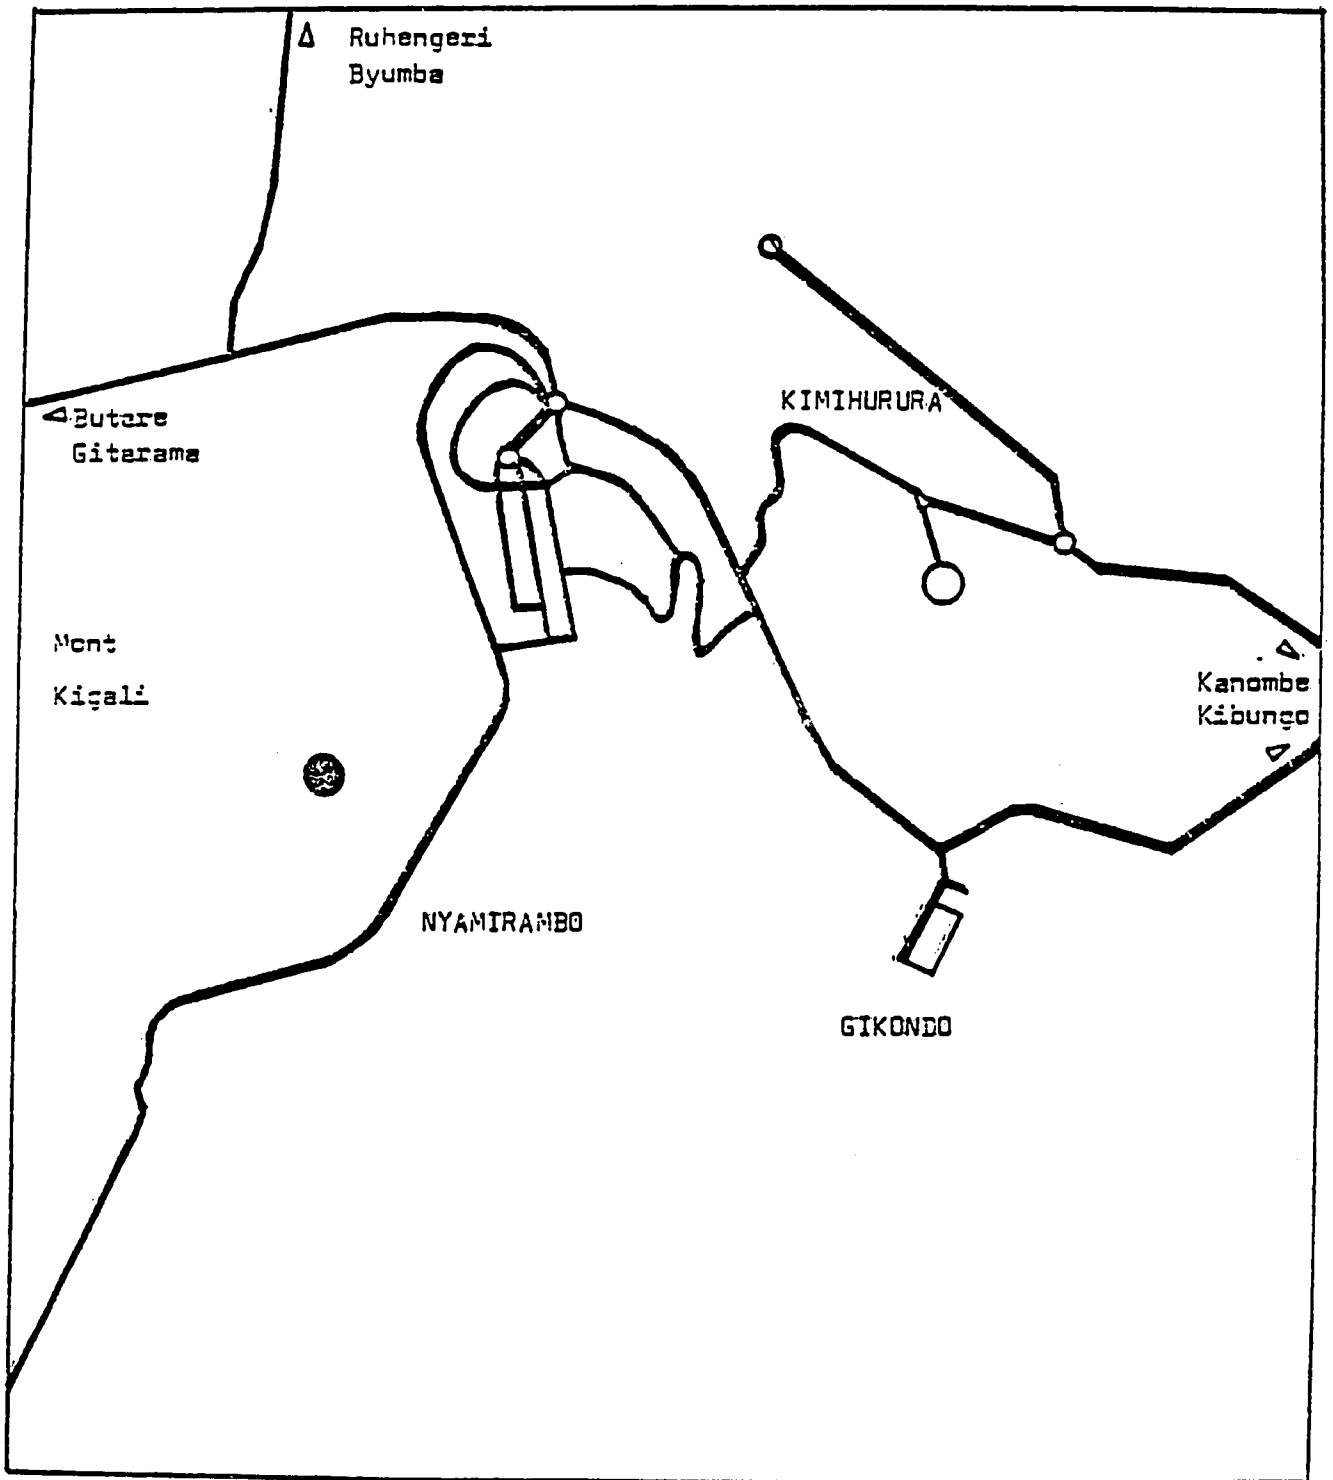 Ruhengeri
Byumba
KIMIHURURA
Butare
Gitarama
Mont
Kigali
Kanombe
Kibungo
NYAMIRAMBO
GIKONDO